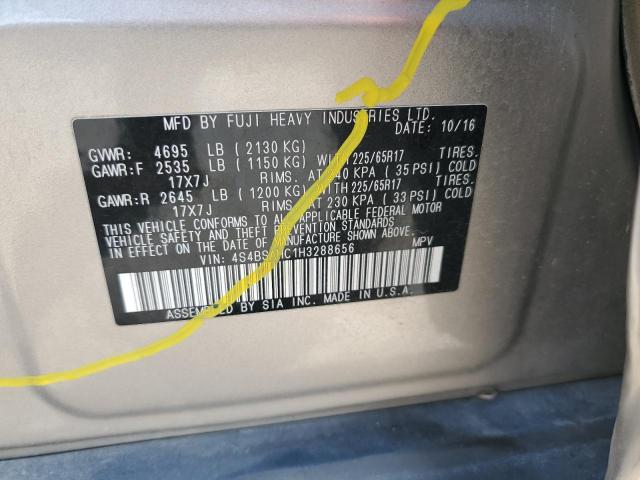 MFD BY FUJI HEAVY INDUSTRIES LTD.
DATE: 10/16
GVWR: 4695 LB (2130 KG)
GAWR:F 2535 LB (1150 KG) WITH 225/65R17 TIRES.
17X7J RIMS. AT 240 KPA (35 PSI) COLD
GAWR:R 2645 LB (1200 KG) WITH 225/65R17 TIRES.
17X7J RIMS. AT 230 KPA (33 PSI) COLD
THIS VEHICLE CONFORMS TO ALL APPLICABLE FEDERAL MOTOR
VEHICLE SAFETY AND THEFT PREVENTION STANDARDS
IN EFFECT ON DATE OF MANUFACTURE SHOWN ABOVE.
VIN: MPV
ASSEMBLED BY SIA INC. MADE IN U.S.A.